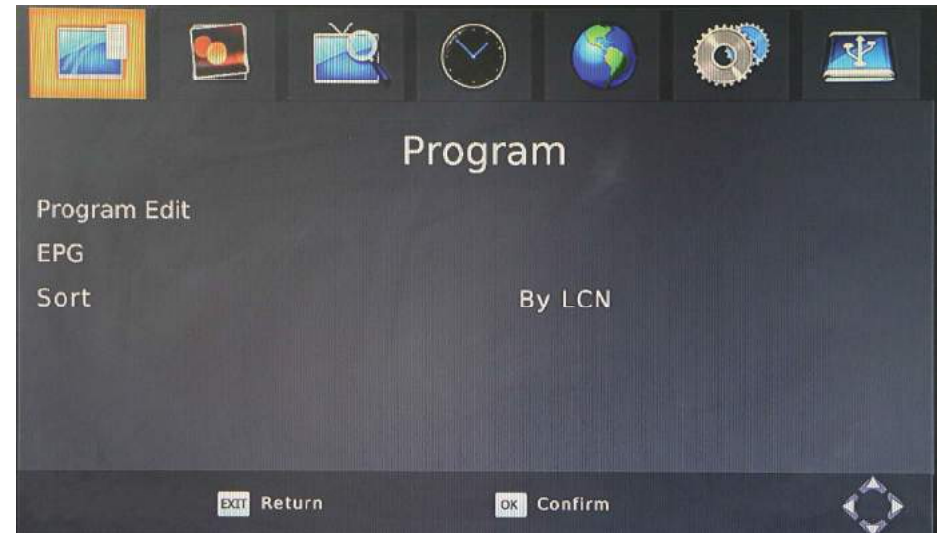 Program
Program Edit
EPG
Sort By LCN
EXIT Return OK Confirm